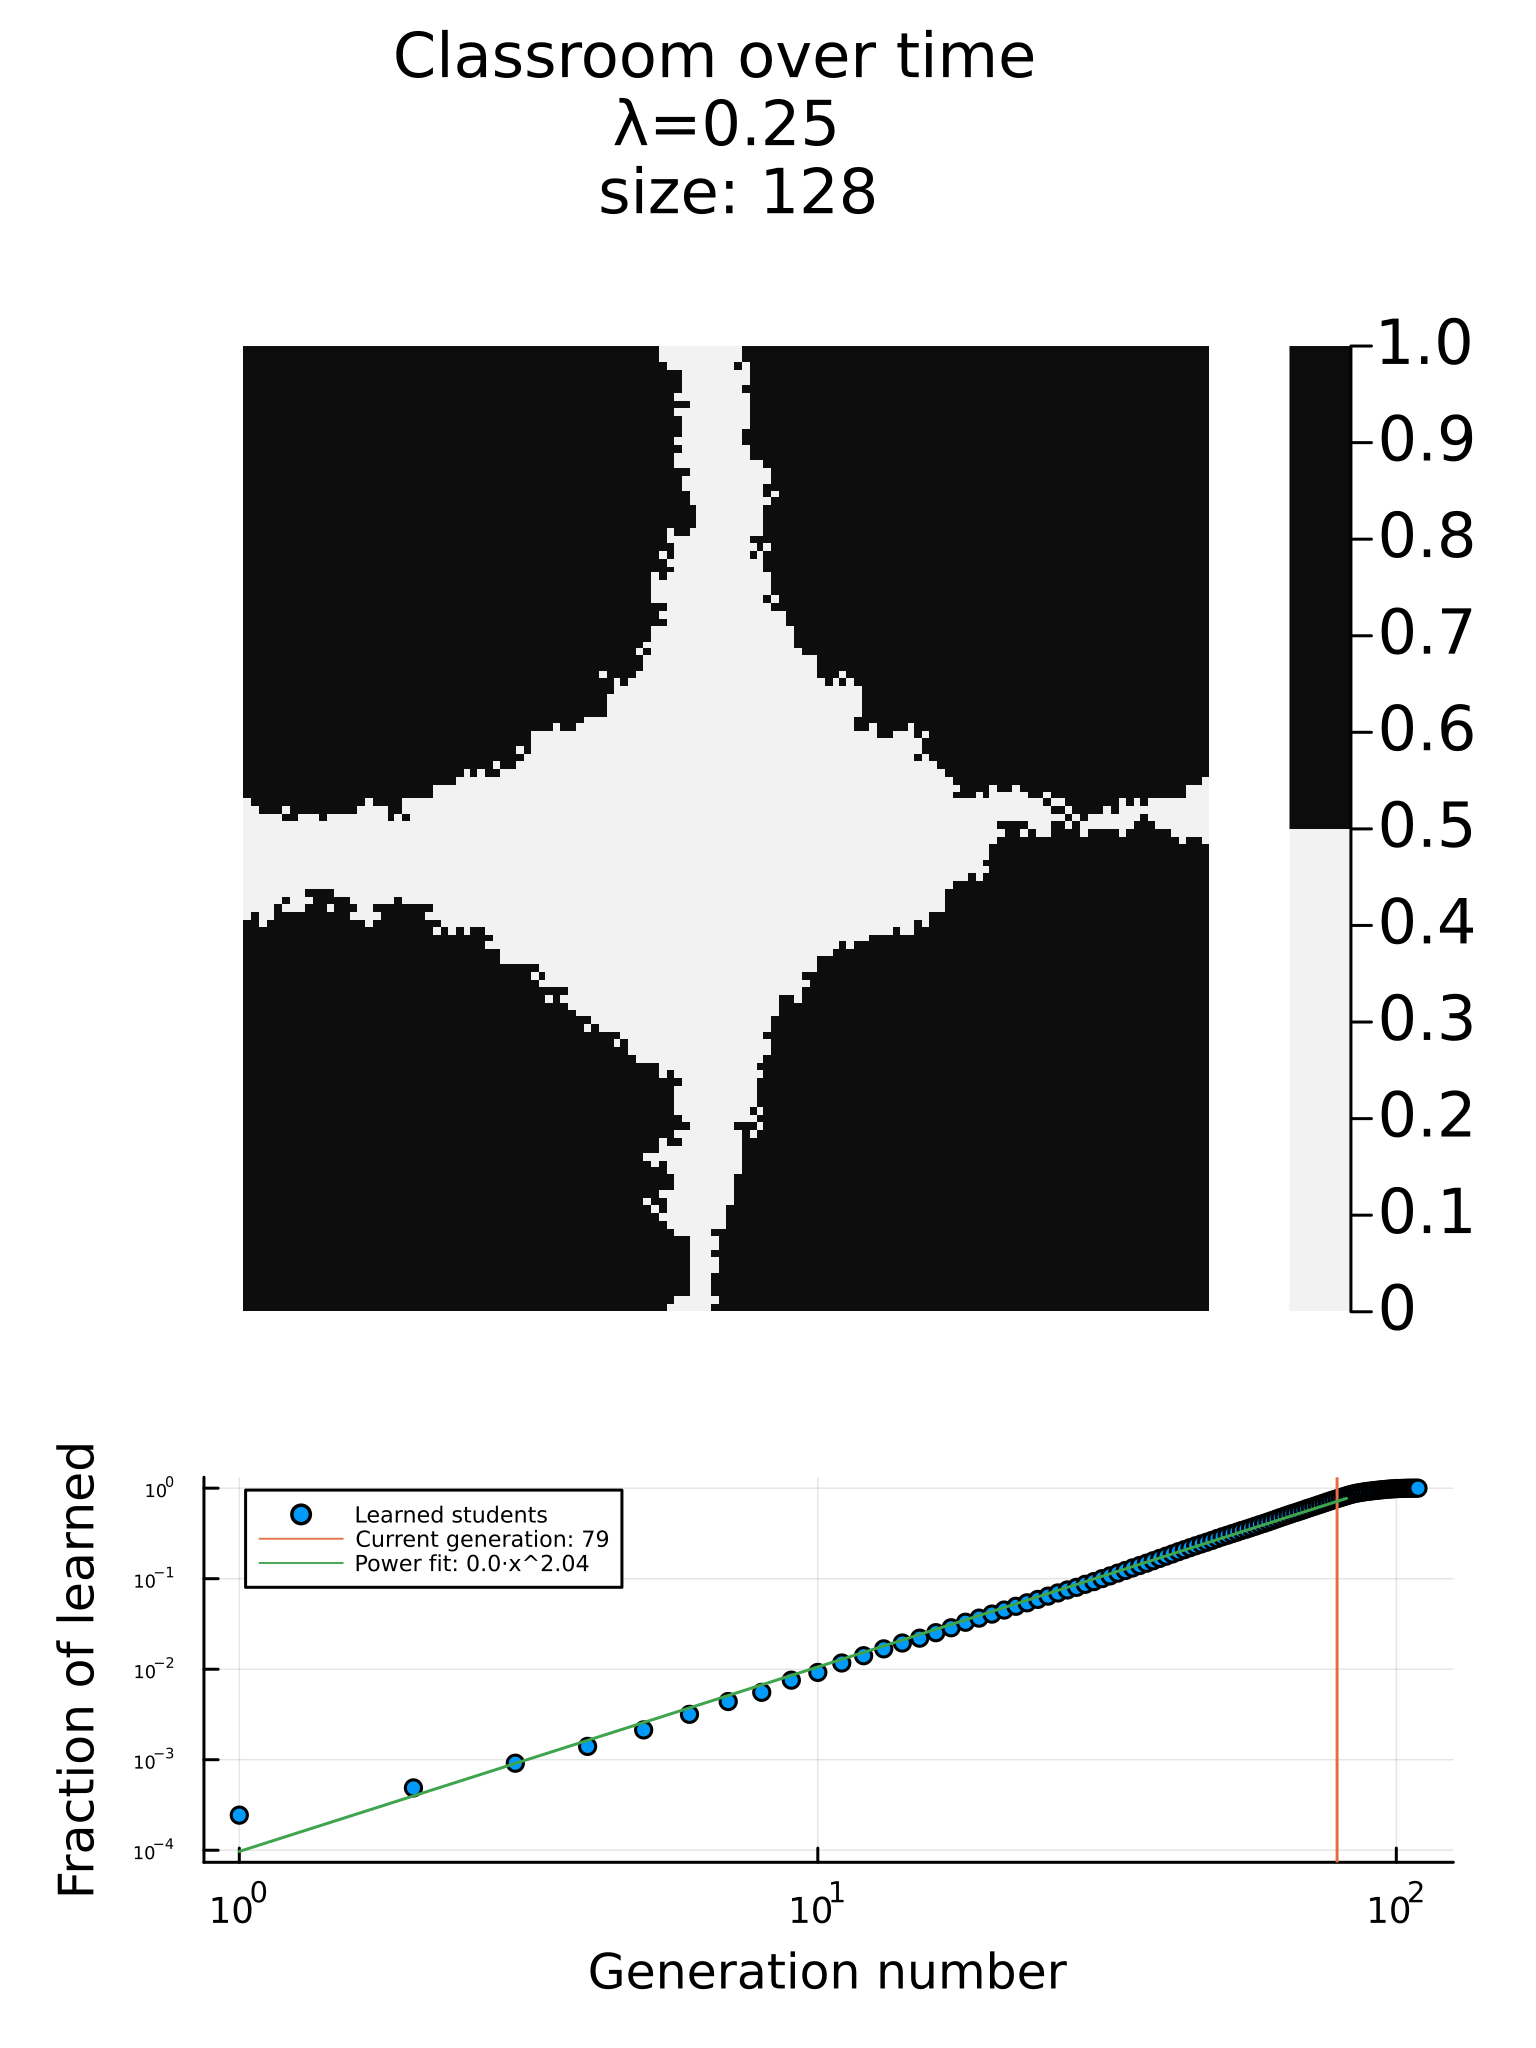 Classroom over time
λ=0.25
size: 128
1.0
0.9
0.8
0.7
0.6
0.5
0.4
0.3
0.2
0.1
0
Fraction of learned
10^0
10^-1
10^-2
10^-3
10^-4
Learned students
Current generation: 79
Power fit: 0.0·x^2.04
10^0
10^1
10^2
Generation number